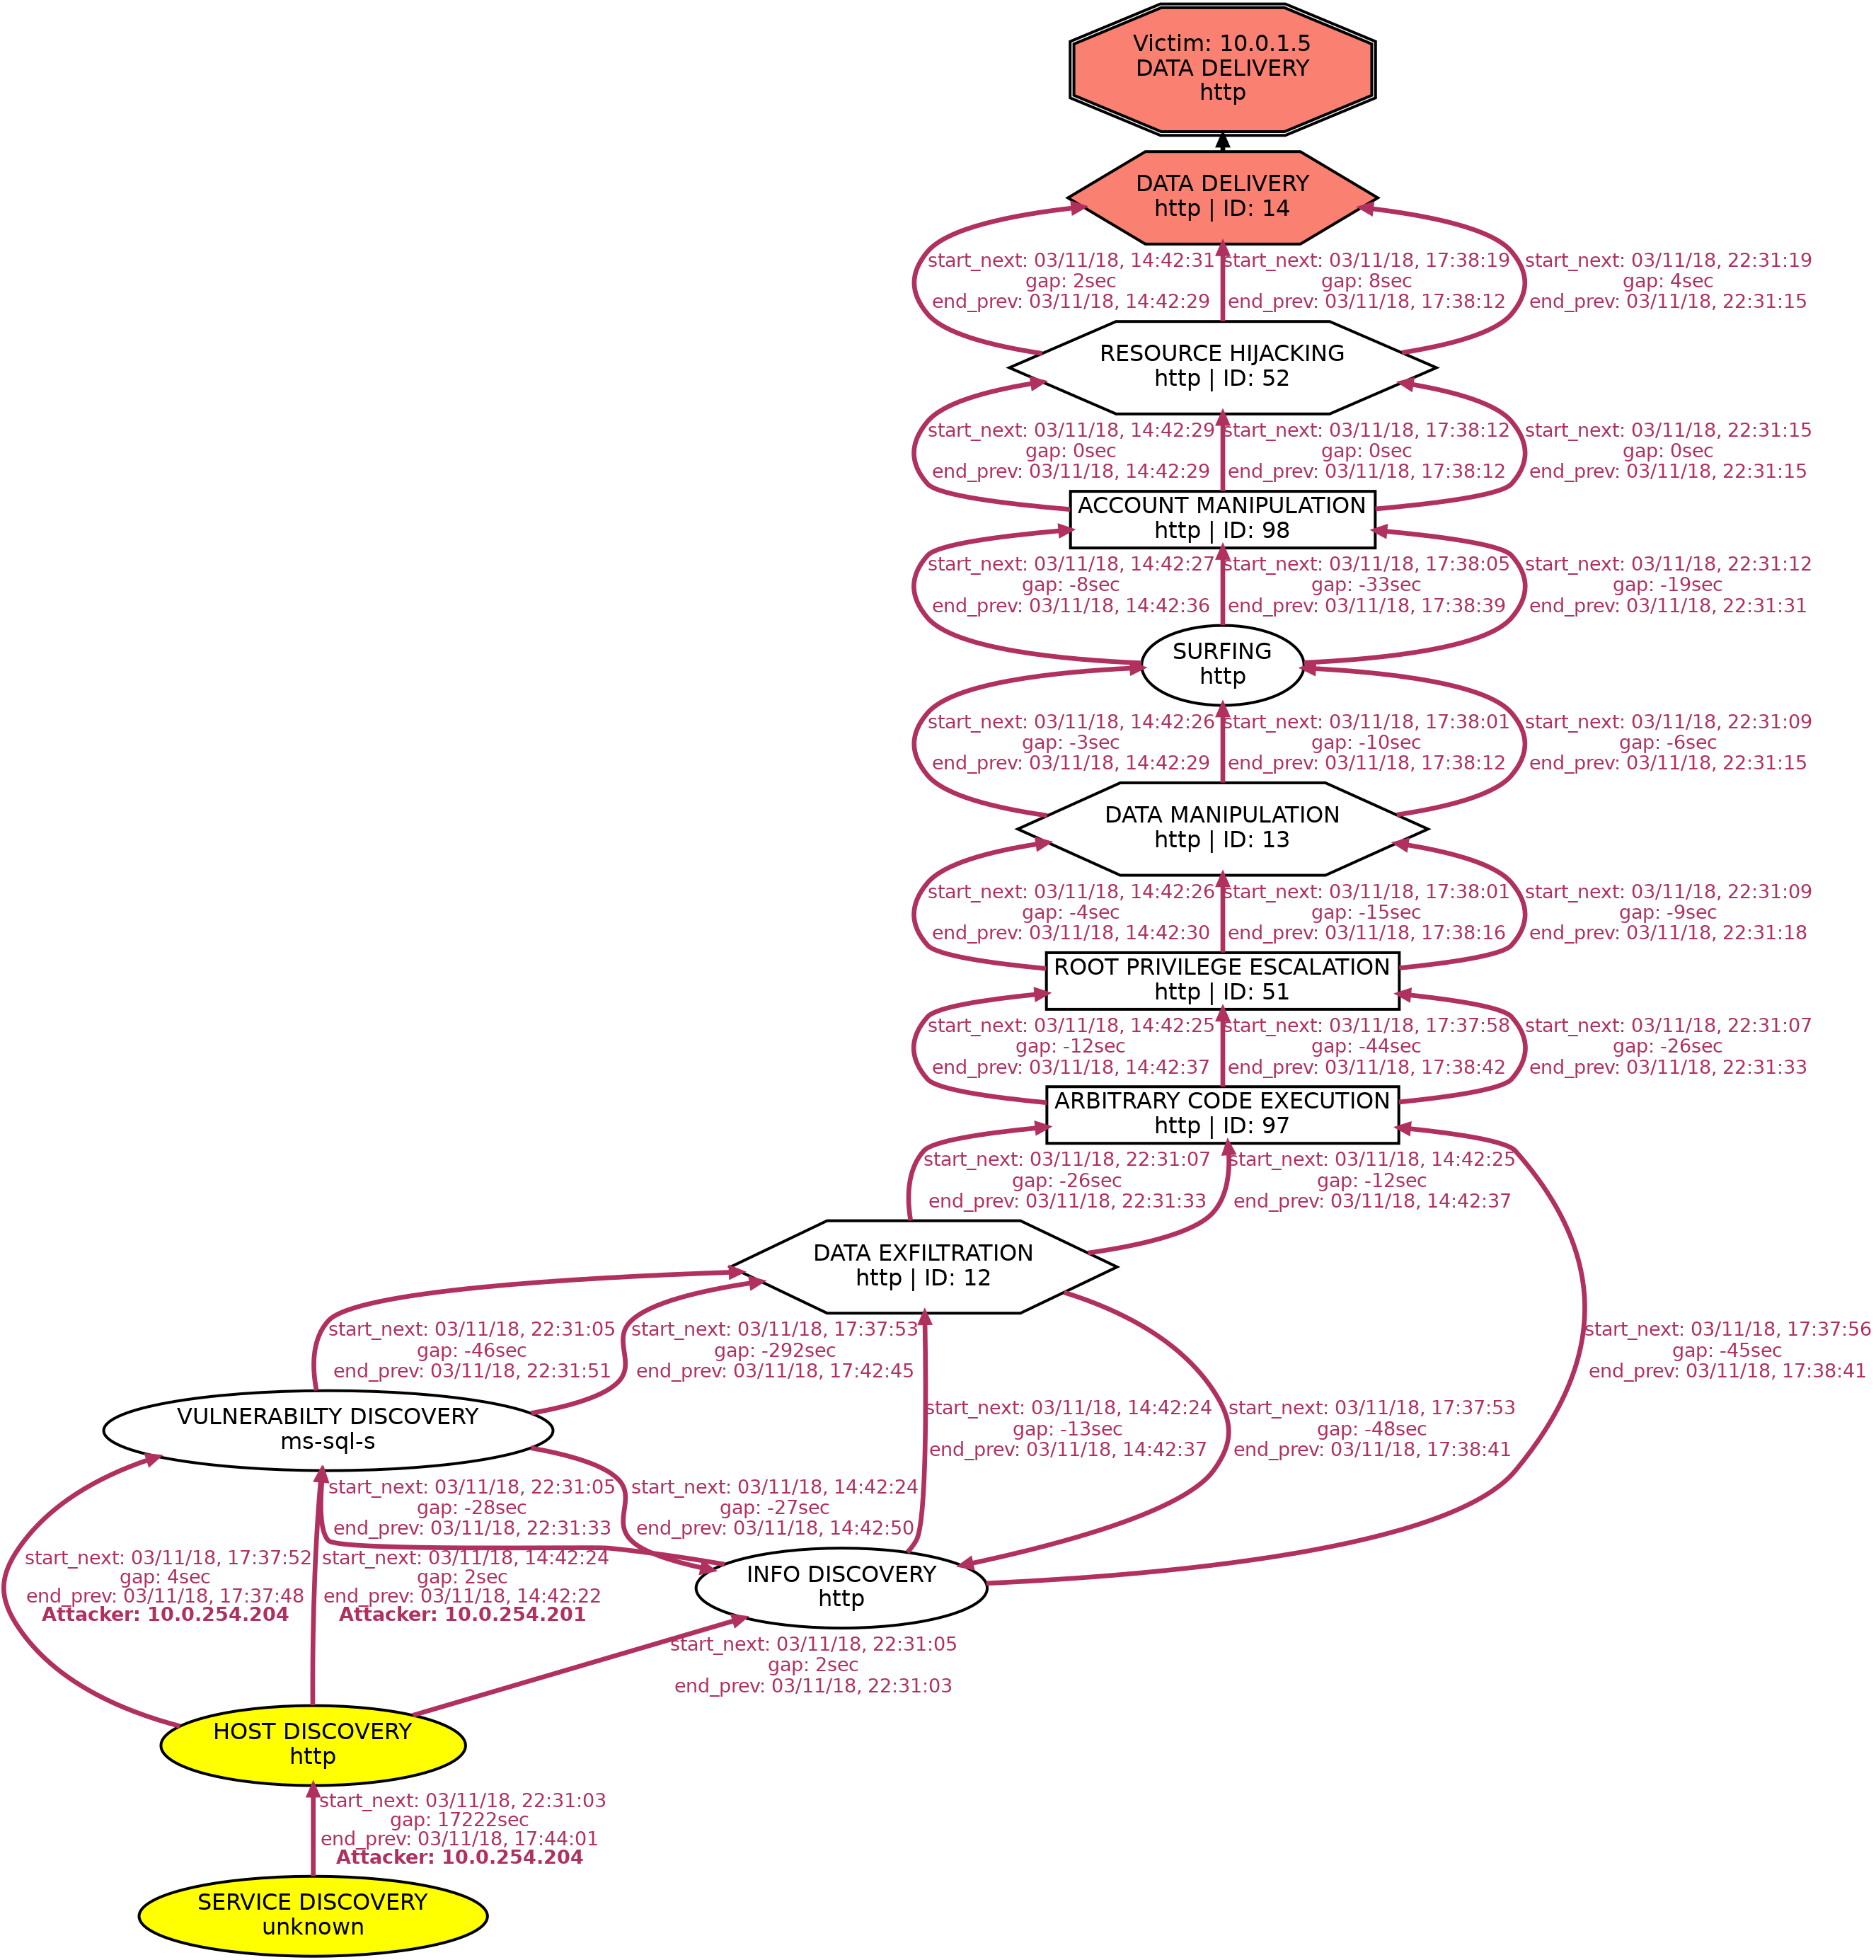 Victim: 10.0.1.5
DATA DELIVERY
http
DATA DELIVERY
http | ID: 14
start_next: 03/11/18, 14:42:31
gap: 2sec
end_prev: 03/11/18, 14:42:29
start_next: 03/11/18, 17:38:19
gap: 8sec
end_prev: 03/11/18, 17:38:12
start_next: 03/11/18, 22:31:19
gap: 4sec
end_prev: 03/11/18, 22:31:15
RESOURCE HIJACKING
http | ID: 52
start_next: 03/11/18, 14:42:29
gap: 0sec
end_prev: 03/11/18, 14:42:29
start_next: 03/11/18, 17:38:12
gap: 0sec
end_prev: 03/11/18, 17:38:12
start_next: 03/11/18, 22:31:15
gap: 0sec
end_prev: 03/11/18, 22:31:15
ACCOUNT MANIPULATION
http | ID: 98
start_next: 03/11/18, 14:42:27
gap: -8sec
end_prev: 03/11/18, 14:42:36
start_next: 03/11/18, 17:38:05
gap: -33sec
end_prev: 03/11/18, 17:38:39
start_next: 03/11/18, 22:31:12
gap: -19sec
end_prev: 03/11/18, 22:31:31
SURFING
http
start_next: 03/11/18, 14:42:26
gap: -3sec
end_prev: 03/11/18, 14:42:29
start_next: 03/11/18, 17:38:01
gap: -10sec
end_prev: 03/11/18, 17:38:12
start_next: 03/11/18, 22:31:09
gap: -6sec
end_prev: 03/11/18, 22:31:15
DATA MANIPULATION
http | ID: 13
start_next: 03/11/18, 14:42:26
gap: -4sec
end_prev: 03/11/18, 14:42:30
start_next: 03/11/18, 17:38:01
gap: -15sec
end_prev: 03/11/18, 17:38:16
start_next: 03/11/18, 22:31:09
gap: -9sec
end_prev: 03/11/18, 22:31:18
ROOT PRIVILEGE ESCALATION
http | ID: 51
start_next: 03/11/18, 14:42:25
gap: -12sec
end_prev: 03/11/18, 14:42:37
start_next: 03/11/18, 17:37:58
gap: -44sec
end_prev: 03/11/18, 17:38:42
start_next: 03/11/18, 22:31:07
gap: -26sec
end_prev: 03/11/18, 22:31:33
ARBITRARY CODE EXECUTION
http | ID: 97
start_next: 03/11/18, 22:31:07
gap: -26sec
end_prev: 03/11/18, 22:31:33
start_next: 03/11/18, 14:42:25
gap: -12sec
end_prev: 03/11/18, 14:42:37
DATA EXFILTRATION
http | ID: 12
start_next: 03/11/18, 22:31:05
gap: -46sec
end_prev: 03/11/18, 22:31:51
start_next: 03/11/18, 17:37:53
gap: -292sec
end_prev: 03/11/18, 17:42:45
start_next: 03/11/18, 17:37:56
gap: -45sec
end_prev: 03/11/18, 17:38:41
start_next: 03/11/18, 14:42:24
gap: -13sec
end_prev: 03/11/18, 14:42:37
start_next: 03/11/18, 17:37:53
gap: -48sec
end_prev: 03/11/18, 17:38:41
VULNERABILTY DISCOVERY
ms-sql-s
start_next: 03/11/18, 22:31:05
gap: -28sec
end_prev: 03/11/18, 22:31:33
start_next: 03/11/18, 14:42:24
gap: -27sec
end_prev: 03/11/18, 14:42:50
start_next: 03/11/18, 17:37:52
gap: 4sec
end_prev: 03/11/18, 17:37:48
Attacker: 10.0.254.204
start_next: 03/11/18, 14:42:24
gap: 2sec
end_prev: 03/11/18, 14:42:22
Attacker: 10.0.254.201
INFO DISCOVERY
http
start_next: 03/11/18, 22:31:05
gap: 2sec
end_prev: 03/11/18, 22:31:03
HOST DISCOVERY
http
start_next: 03/11/18, 22:31:03
gap: 17222sec
end_prev: 03/11/18, 17:44:01
Attacker: 10.0.254.204
SERVICE DISCOVERY
unknown